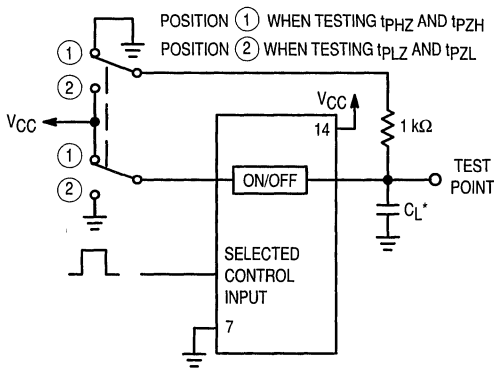 POSITION 1 WHEN TESTING tPHZ AND tPZH
POSITION 2 WHEN TESTING tPLZ AND tPZL
1
2
VCC
1
2
VCC
14
1 kΩ
ON/OFF
TEST
POINT
CL*
SELECTED
CONTROL
INPUT
7